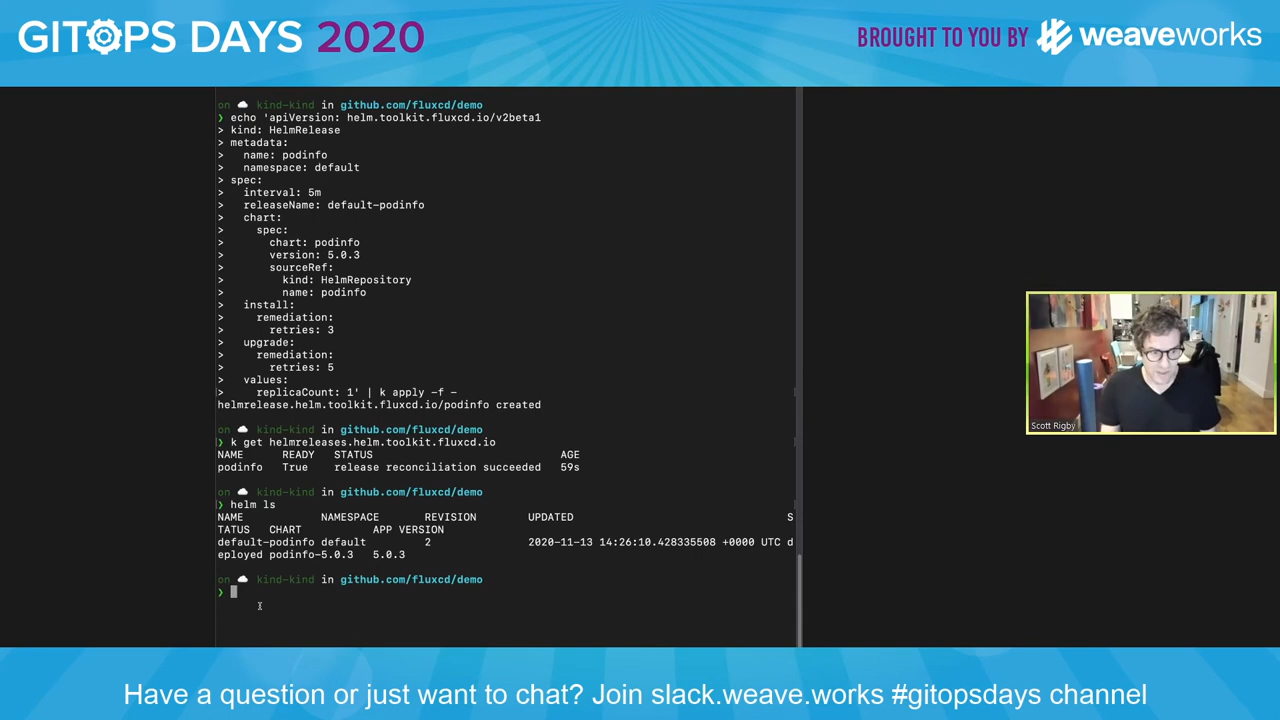 GITOPS DAYS 2020
BROUGHT TO YOU BY weaveworks
on kind-kind in github.com/fluxcd/demo
❯ echo 'apiVersion: helm.toolkit.fluxcd.io/v2beta1
> kind: HelmRelease
> metadata:
>   name: podinfo
>   namespace: default
> spec:
>   interval: 5m
>   releaseName: default-podinfo
>   chart:
>     spec:
>       chart: podinfo
>       version: 5.0.3
>       sourceRef:
>         kind: HelmRepository
>         name: podinfo
>   install:
>     remediation:
>       retries: 3
>   upgrade:
>     remediation:
>       retries: 5
>   values:
>     replicaCount: 1' | k apply -f -
helmrelease.helm.toolkit.fluxcd.io/podinfo created
on kind-kind in github.com/fluxcd/demo
❯ k get helmreleases.helm.toolkit.fluxcd.io
NAME READY STATUS AGE
podinfo True release reconciliation succeeded 59s
on kind-kind in github.com/fluxcd/demo
❯ helm ls
NAME NAMESPACE REVISION UPDATED S
TATUS CHART APP VERSION
default-podinfo default 2 2020-11-13 14:26:10.428335508 +0000 UTC d
eployed podinfo-5.0.3 5.0.3
on kind-kind in github.com/fluxcd/demo
❯
Scott Rigby
Have a question or just want to chat? Join slack.weave.works #gitopsdays channel